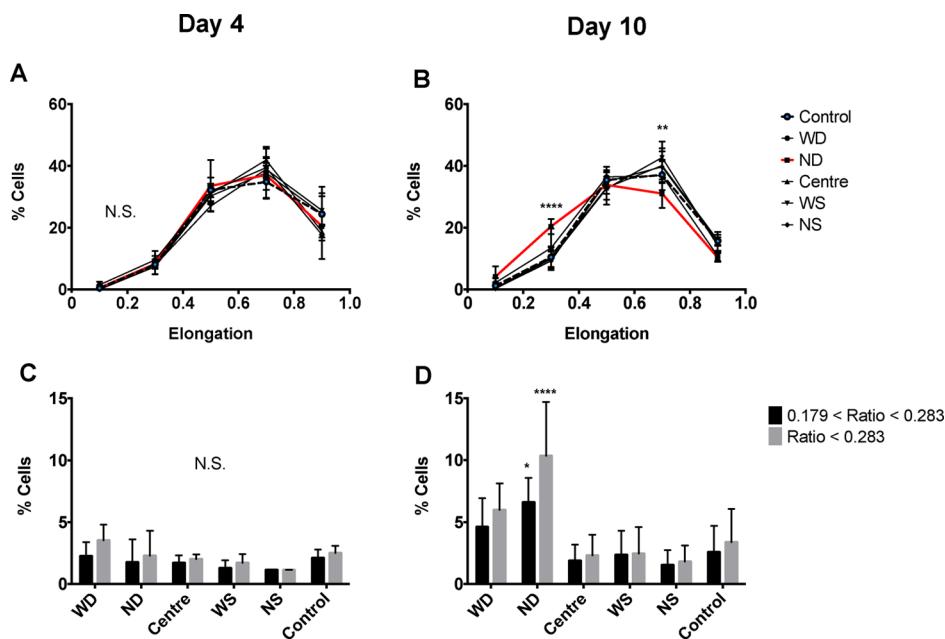 Day 4
Day 10
A
60
40
20
0
% Cells
N.S.
0
0.2
0.4
0.6
0.8
1.0
Elongation
B
60
40
20
0
% Cells
****
**
0
0.2
0.4
0.6
0.8
1.0
Elongation
Control
WD
ND
Centre
WS
NS
C
15
10
5
0
% Cells
N.S.
WD
ND
Centre
WS
NS
Control
D
15
10
5
0
% Cells
*
****
WD
ND
Centre
WS
NS
Control
0.179 < Ratio < 0.283
Ratio < 0.283